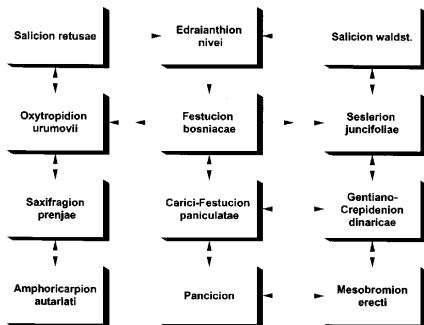 Salicion retusae
Edraianthion
nivei
Salicion waldst.
Oxytropidion
urumovii
Festucion
bosniacae
Seslerion
juncifoliae
Saxifragion
prenjae
Carici-Festucion
paniculatae
Gentiano-
Crepidenion
dinaricae
Amphoricarpion
autariati
Pancicion
Mesobromion
erecti